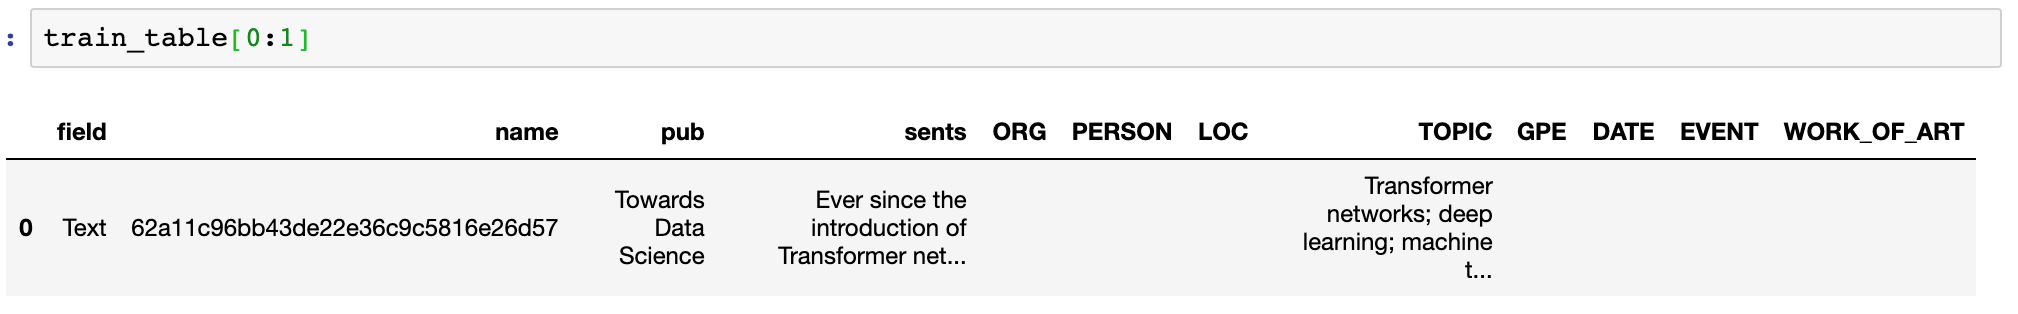 : train_table[0:1]
field name pub sents ORG PERSON LOC TOPIC GPE DATE EVENT WORK_OF_ART
0 Text 62a11c96bb43de22e36c9c5816e26d57
Towards
Data
Science
Ever since the
introduction of
Transformer net...
Transformer
networks; deep
learning; machine
t...